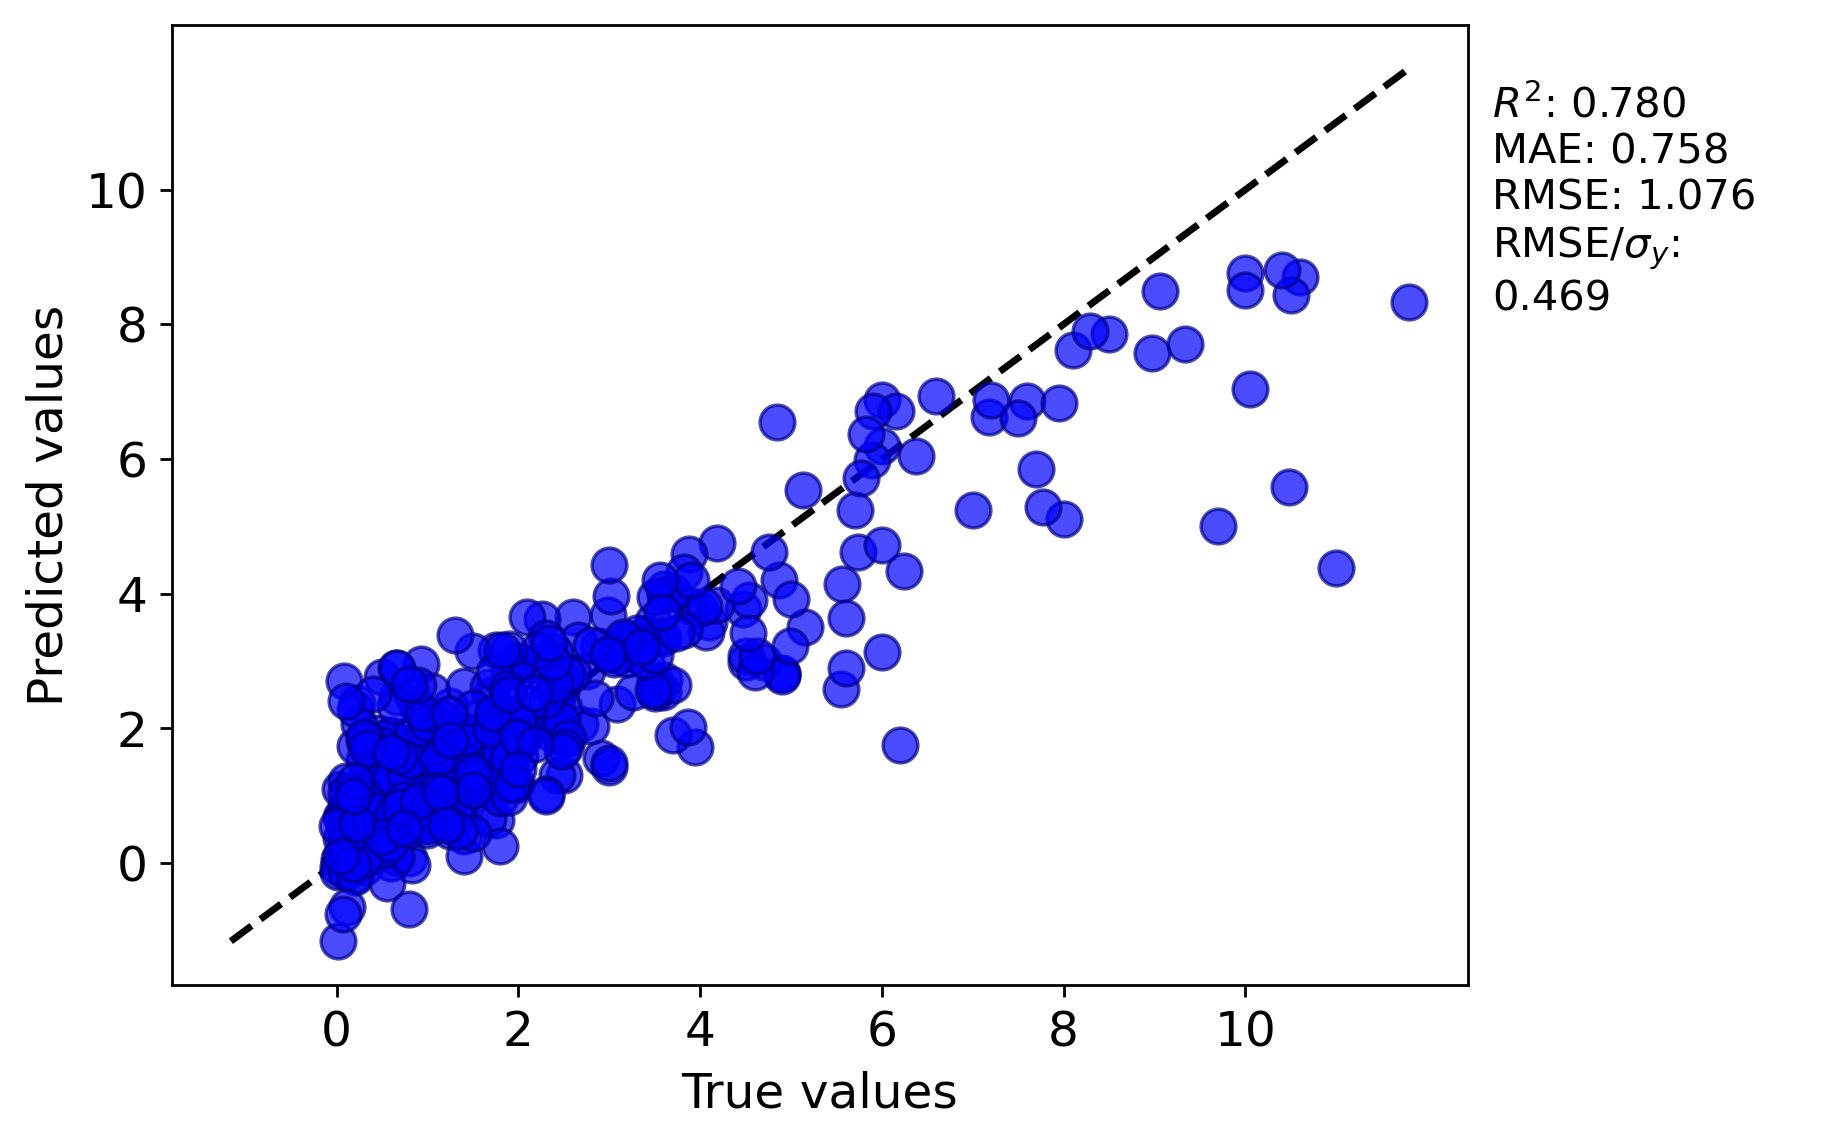 R²: 0.780
MAE: 0.758
RMSE: 1.076
RMSE/σy:
0.469
Predicted values
10
8
6
4
2
0
0 2 4 6 8 10
True values